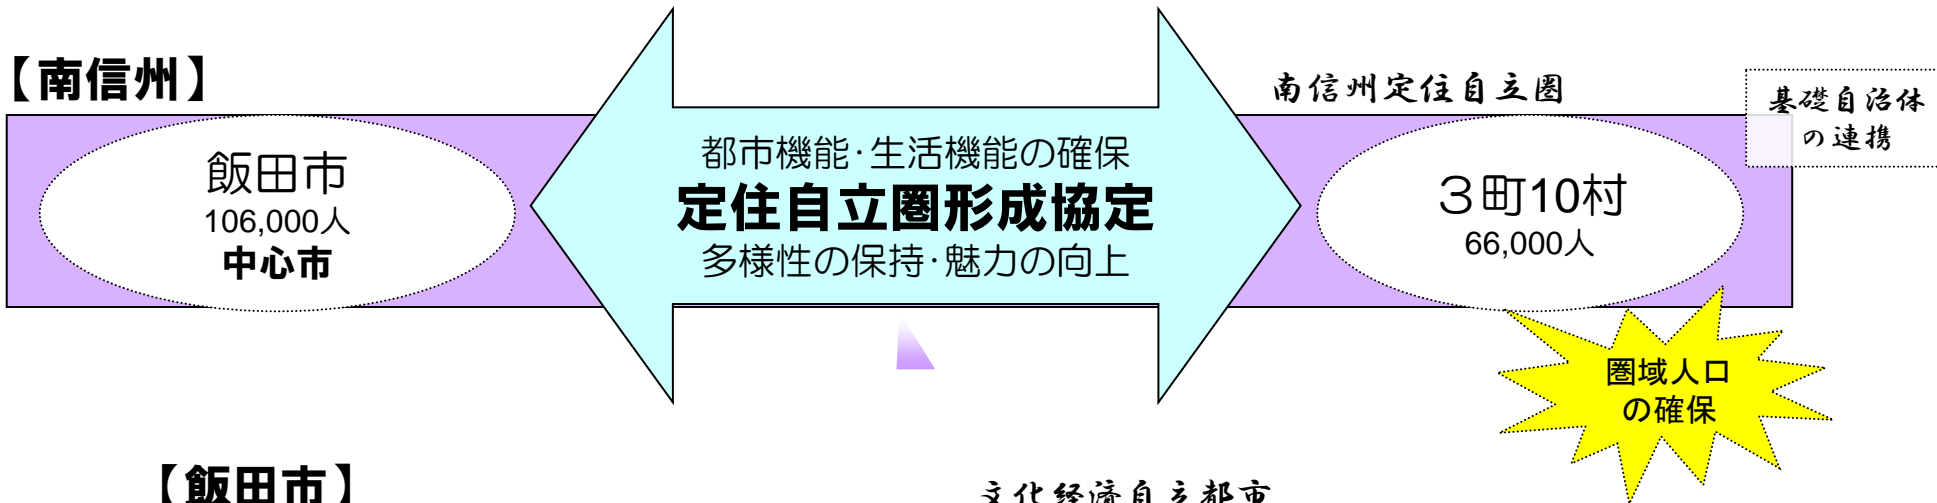 【南信州】
南信州定住自立圏
基礎自治体
の連携
飯田市
106,000人
中心市
都市機能・生活機能の確保
定住自立圏形成協定
多様性の保持・魅力の向上
３町10村
66,000人
圏域人口
の確保
【飯田市】
文化経済自立都市